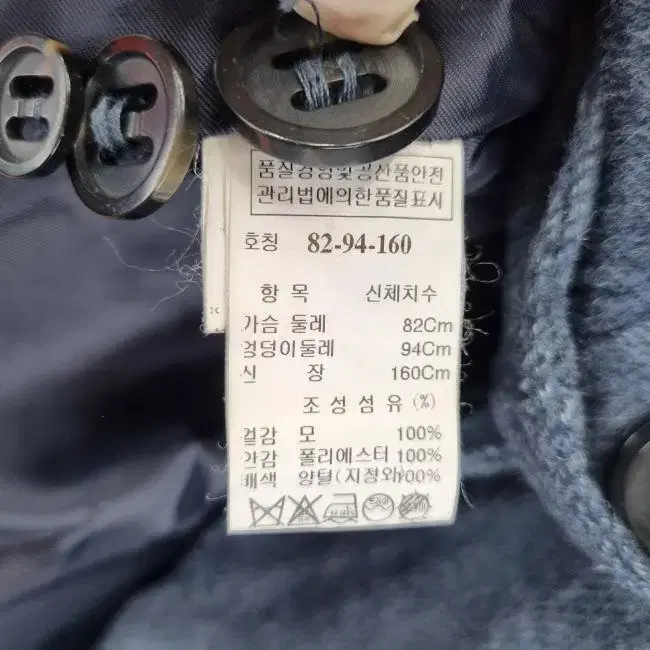 품질경영및공산품안전
관리법에의한품질표시
호칭 82-94-160
항 목 신체치수
가슴 둘레 82Cm
엉덩이둘레 94Cm
신 장 160Cm
조성섬유 (%)
겉감 모 100%
안감 폴리에스터 100%
배색 양털(지정외)100%